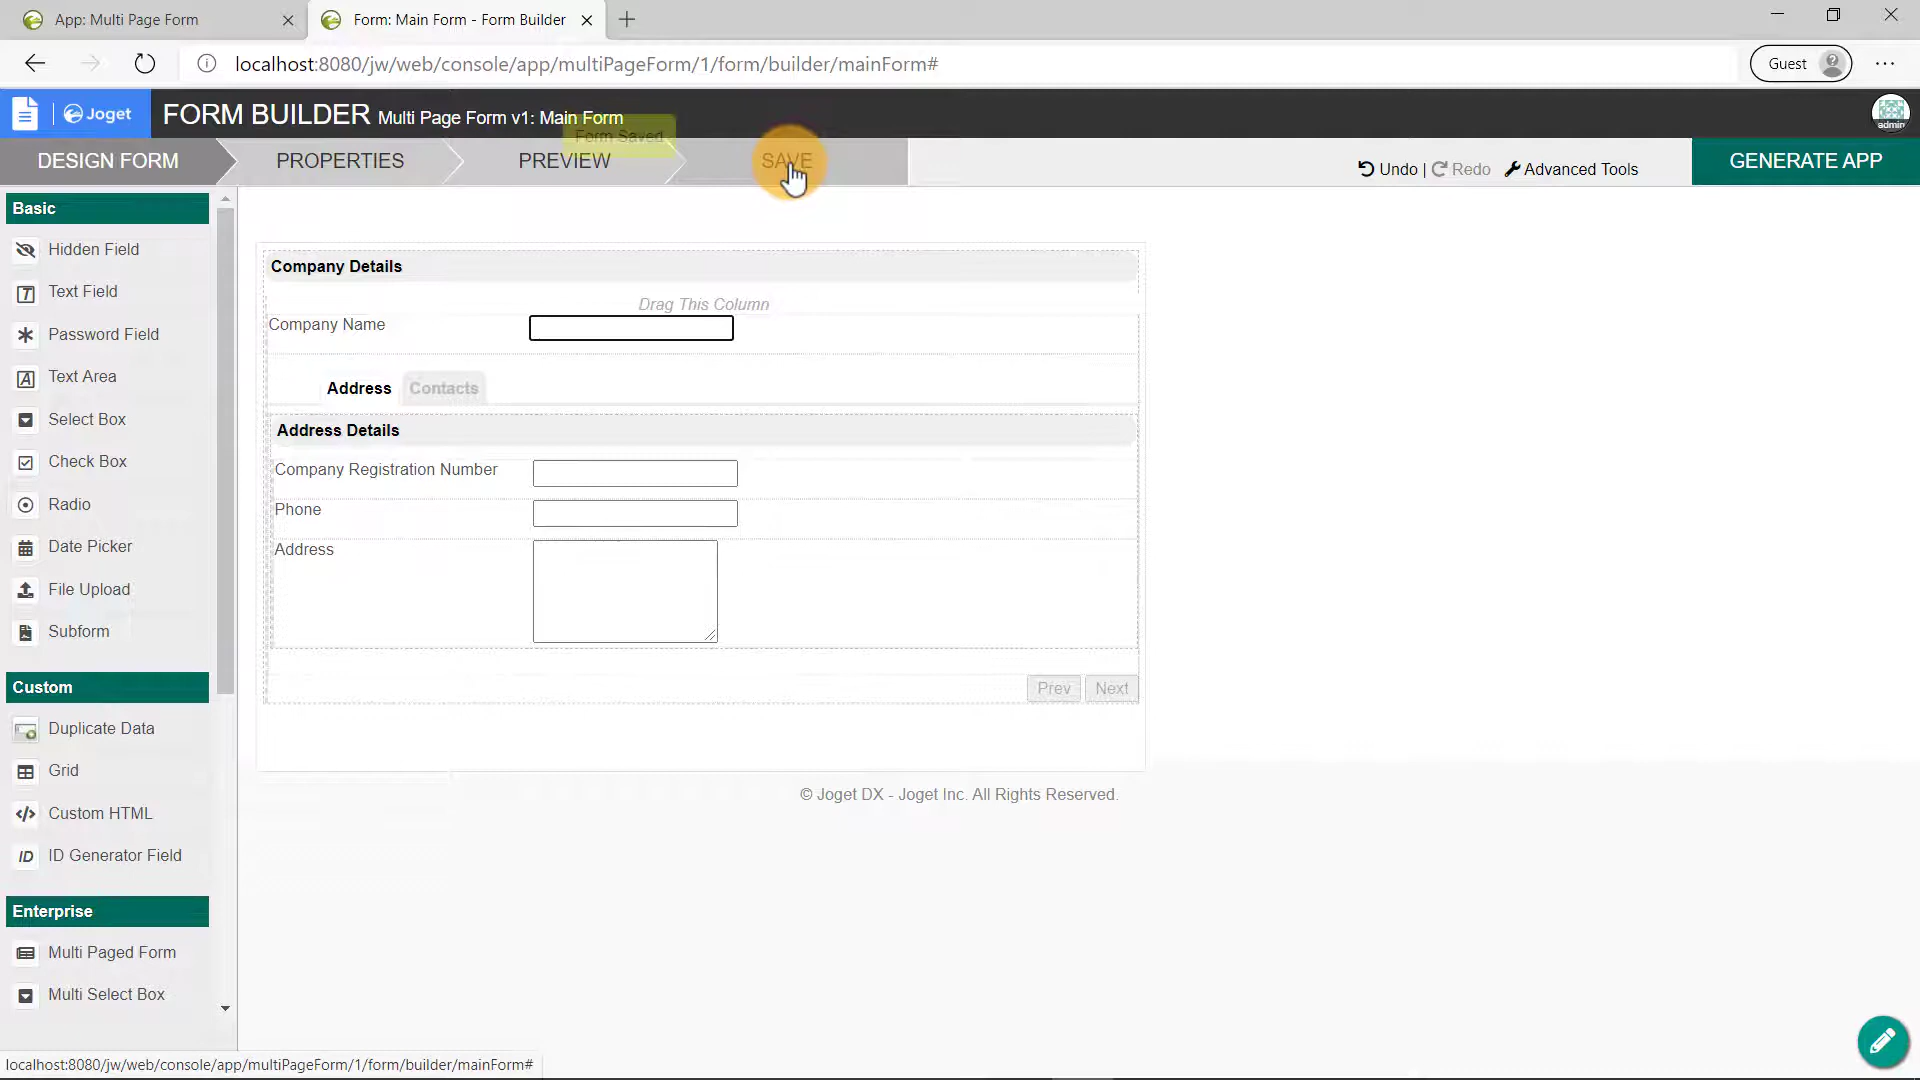 App: Multi Page Form
Form: Main Form - Form Builder
localhost:8080/jw/web/console/app/multiPageForm/1/form/builder/mainForm#
Guest
Joget
FORM BUILDER Multi Page Form v1: Main Form
admin
Form Saved
DESIGN FORM
PROPERTIES
PREVIEW
SAVE
Undo | Redo
Advanced Tools
GENERATE APP
Basic
Hidden Field
Text Field
Password Field
Text Area
Select Box
Check Box
Radio
Date Picker
File Upload
Subform
Custom
Duplicate Data
Grid
Custom HTML
ID ID Generator Field
Enterprise
Multi Paged Form
Multi Select Box
Company Details
Drag This Column
Company Name
Address
Contacts
Address Details
Company Registration Number
Phone
Address
Prev
Next
© Joget DX - Joget Inc. All Rights Reserved.
localhost:8080/jw/web/console/app/multiPageForm/1/form/builder/mainForm#